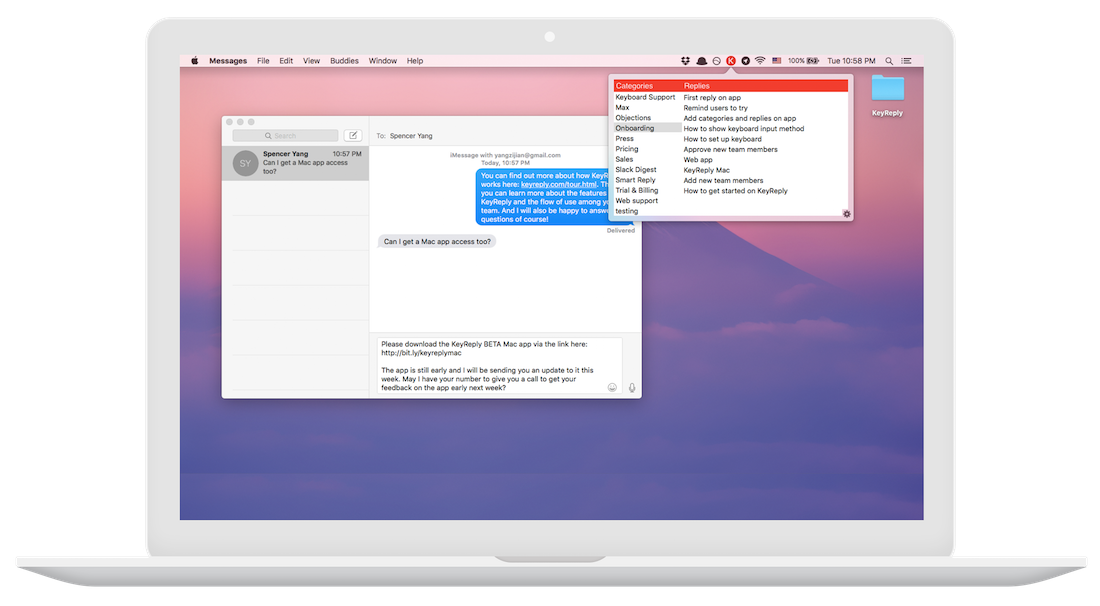 Messages File Edit View Buddies Window Help
K
100%
Tue 10:58 PM
Search
SY
Spencer Yang 10:57 PM
Can I get a Mac app access
too?
To: Spencer Yang
iMessage with yangzijian@gmail.com
Today, 10:57 PM
You can find out more about how KeyR
works here: keyreply.com/tour.html. Th
you can learn more about the features
KeyReply and the flow of use among y
team. And I will also be happy to answe
questions of course!
Delivered
Can I get a Mac app access too?
Please download the KeyReply BETA Mac app via the link here:
http://bit.ly/keyreplymac
The app is still early and I will be sending you an update to it this
week. May I have your number to give you a call to get your
feedback on the app early next week?
Categories Replies
Keyboard Support First reply on app
Max Remind users to try
Objections Add categories and replies on app
Onboarding How to show keyboard input method
Press How to set up keyboard
Pricing Approve new team members
Sales Web app
Slack Digest KeyReply Mac
Smart Reply Add new team members
Trial & Billing How to get started on KeyReply
Web support
testing
KeyReply